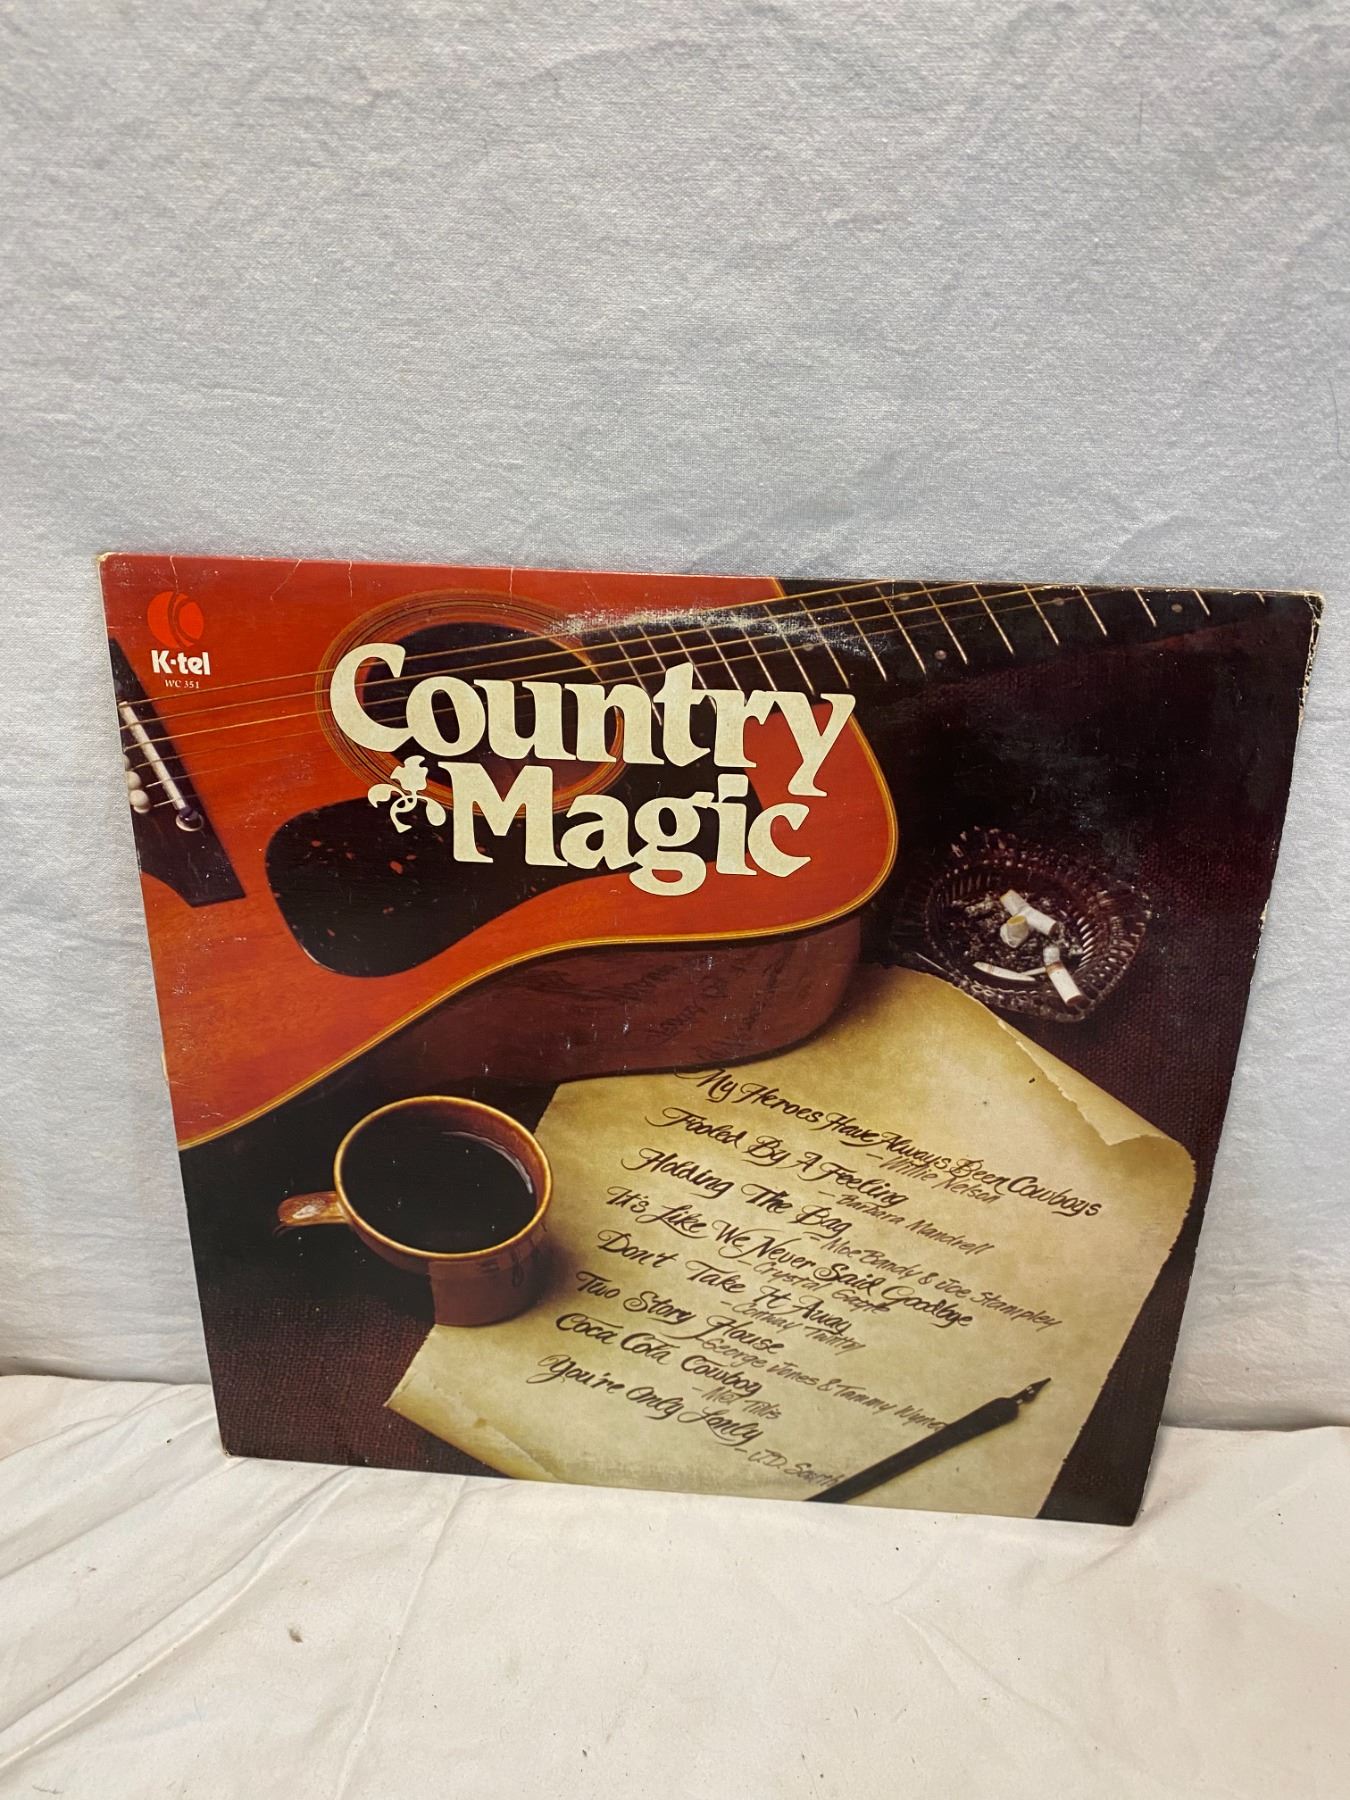 K-tel
WC 351
Country
Magic
My Heroes Have Always Been Cowboys
- Willie Nelson
Fooled By A Feeling
- Barbara Mandrell
Holding The Bag
- Moe Bandy & Joe Stampley
It's Like We Never Said Goodbye
- Crystal Gayle
Don't Take It Away
- Conway Twitty
Two Story House
- George Jones & Tammy Wynette
Coca Cola Cowboy
- Mel Tillis
You're Only Lonly
- J.D. South